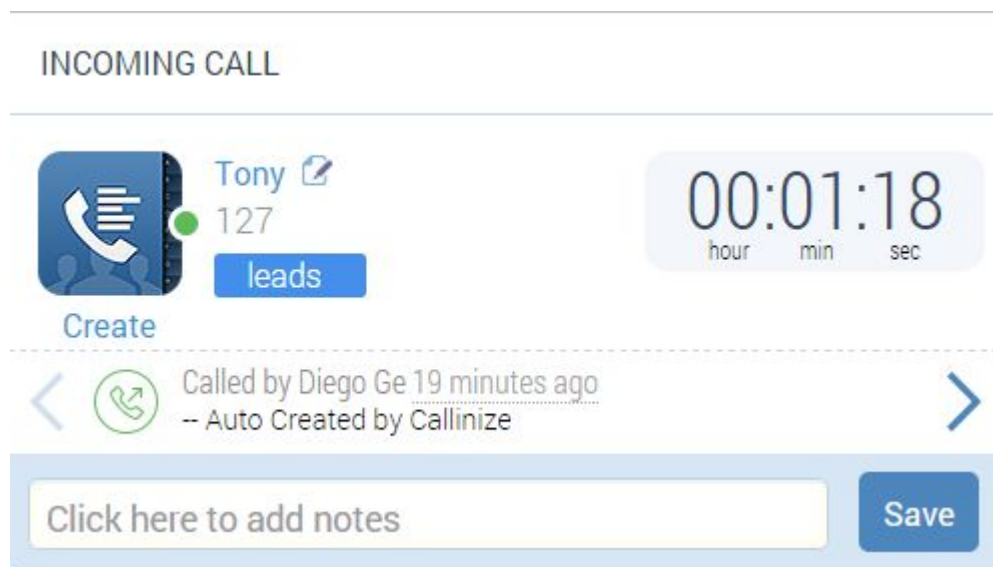 INCOMING CALL
Tony
127
leads
Create
00:01:18
hour min sec
Called by Diego Ge 19 minutes ago
-- Auto Created by Callinize
Click here to add notes
Save